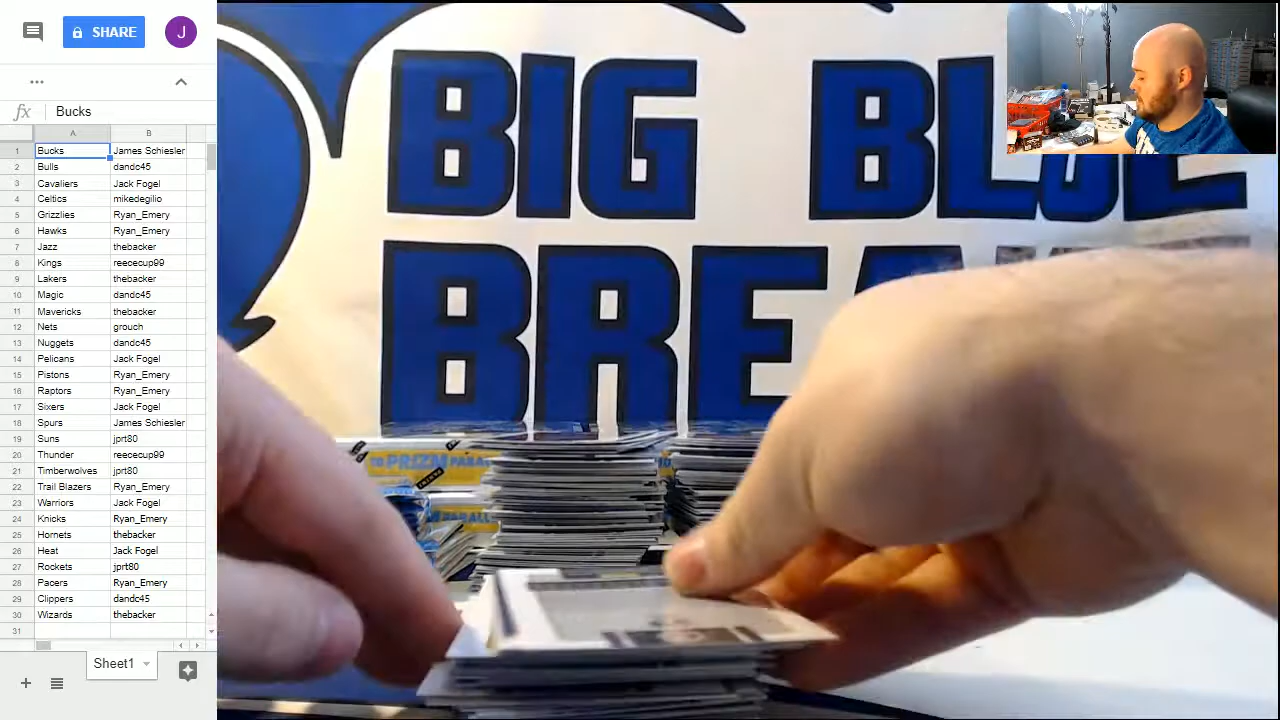 SHARE
J
...
fx Bucks
A B
1 Bucks James Schiesler
2 Bulls dandc45
3 Cavaliers Jack Fogel
4 Celtics mikedegilio
5 Grizzlies Ryan_Emery
6 Hawks Ryan_Emery
7 Jazz thebacker
8 Kings reececup99
9 Lakers thebacker
10 Magic dandc45
11 Mavericks thebacker
12 Nets grouch
13 Nuggets dandc45
14 Pelicans Jack Fogel
15 Pistons Ryan_Emery
16 Raptors Ryan_Emery
17 Sixers Jack Fogel
18 Spurs James Schiesler
19 Suns jprt80
20 Thunder reececup99
21 Timberwolves jprt80
22 Trail Blazers Ryan_Emery
23 Warriors Jack Fogel
24 Knicks Ryan_Emery
25 Hornets thebacker
26 Heat Jack Fogel
27 Rockets jprt80
28 Pacers Ryan_Emery
29 Clippers dandc45
30 Wizards thebacker
31
Sheet1
BIG BLUE
BREA
PRIZM